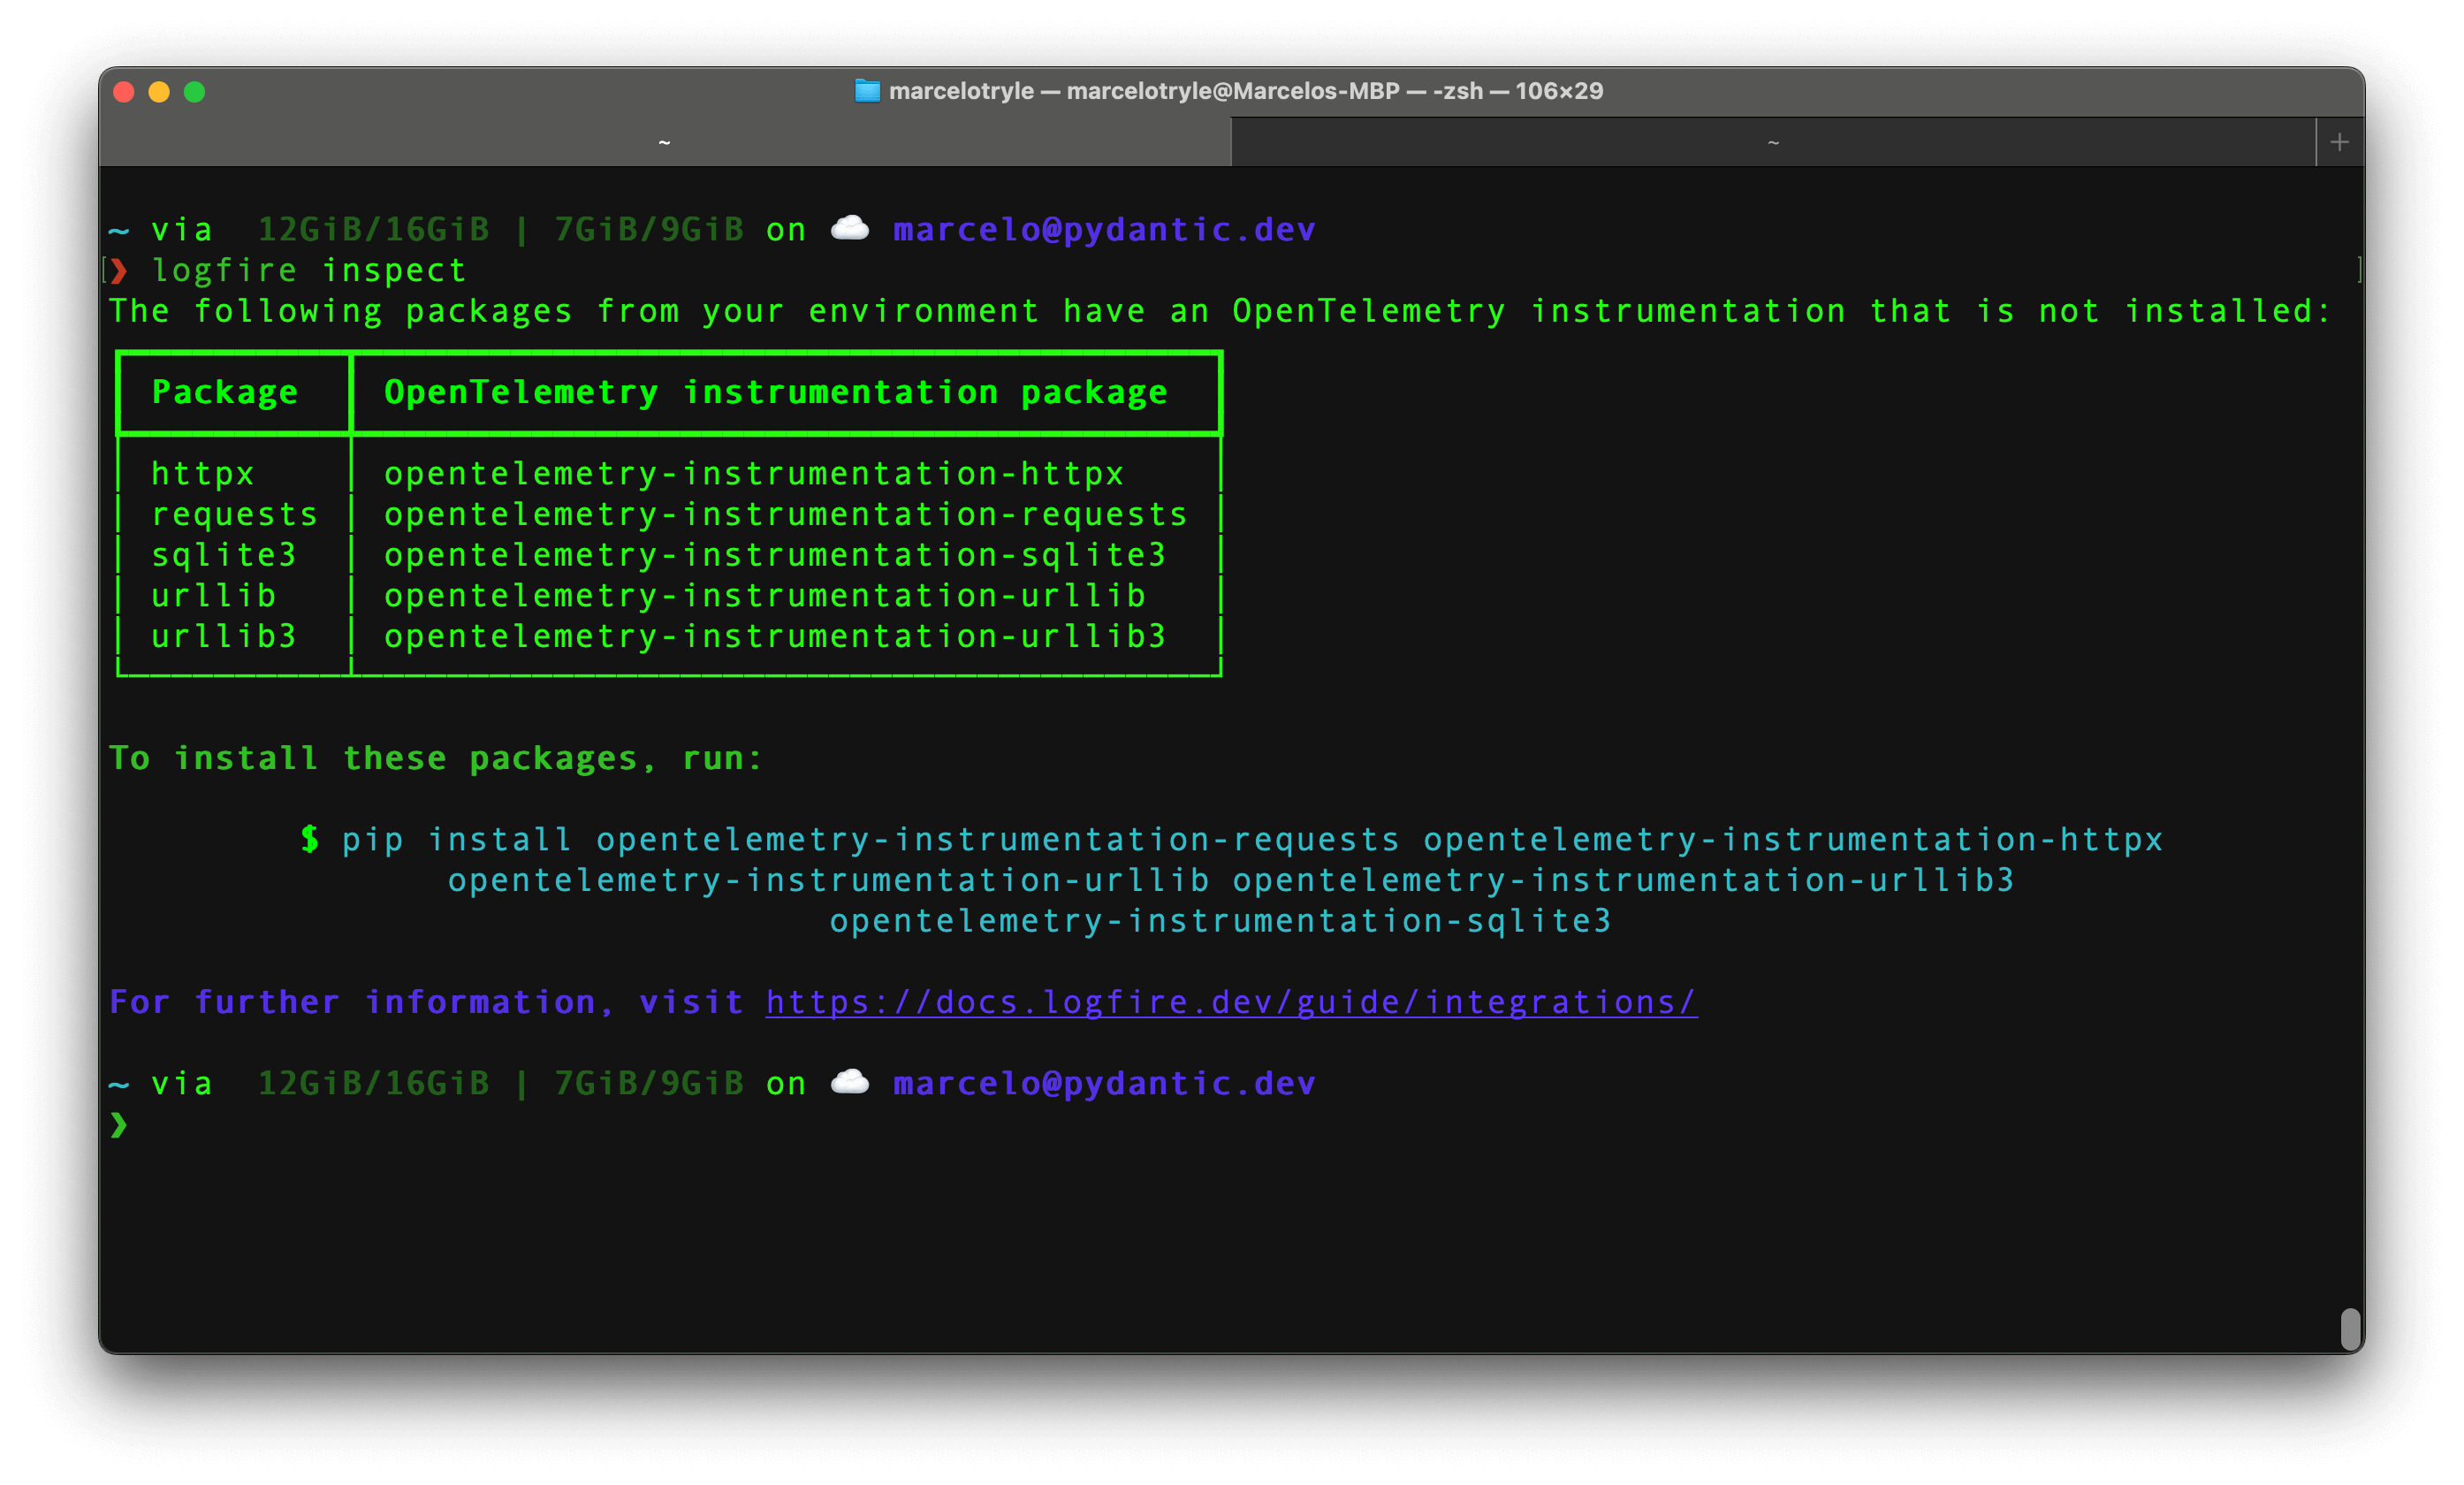 marcelotryle — marcelotryle@Marcelos-MBP — -zsh — 106×29
~ ~ +
~ via 12GiB/16GiB | 7GiB/9GiB on ☁️ marcelo@pydantic.dev
[❯ logfire inspect ]
The following packages from your environment have an OpenTelemetry instrumentation that is not installed:
Package OpenTelemetry instrumentation package
httpx opentelemetry-instrumentation-httpx
requests opentelemetry-instrumentation-requests
sqlite3 opentelemetry-instrumentation-sqlite3
urllib opentelemetry-instrumentation-urllib
urllib3 opentelemetry-instrumentation-urllib3
To install these packages, run:
$ pip install opentelemetry-instrumentation-requests opentelemetry-instrumentation-httpx
opentelemetry-instrumentation-urllib opentelemetry-instrumentation-urllib3
opentelemetry-instrumentation-sqlite3
For further information, visit https://docs.logfire.dev/guide/integrations/
~ via 12GiB/16GiB | 7GiB/9GiB on ☁️ marcelo@pydantic.dev
❯